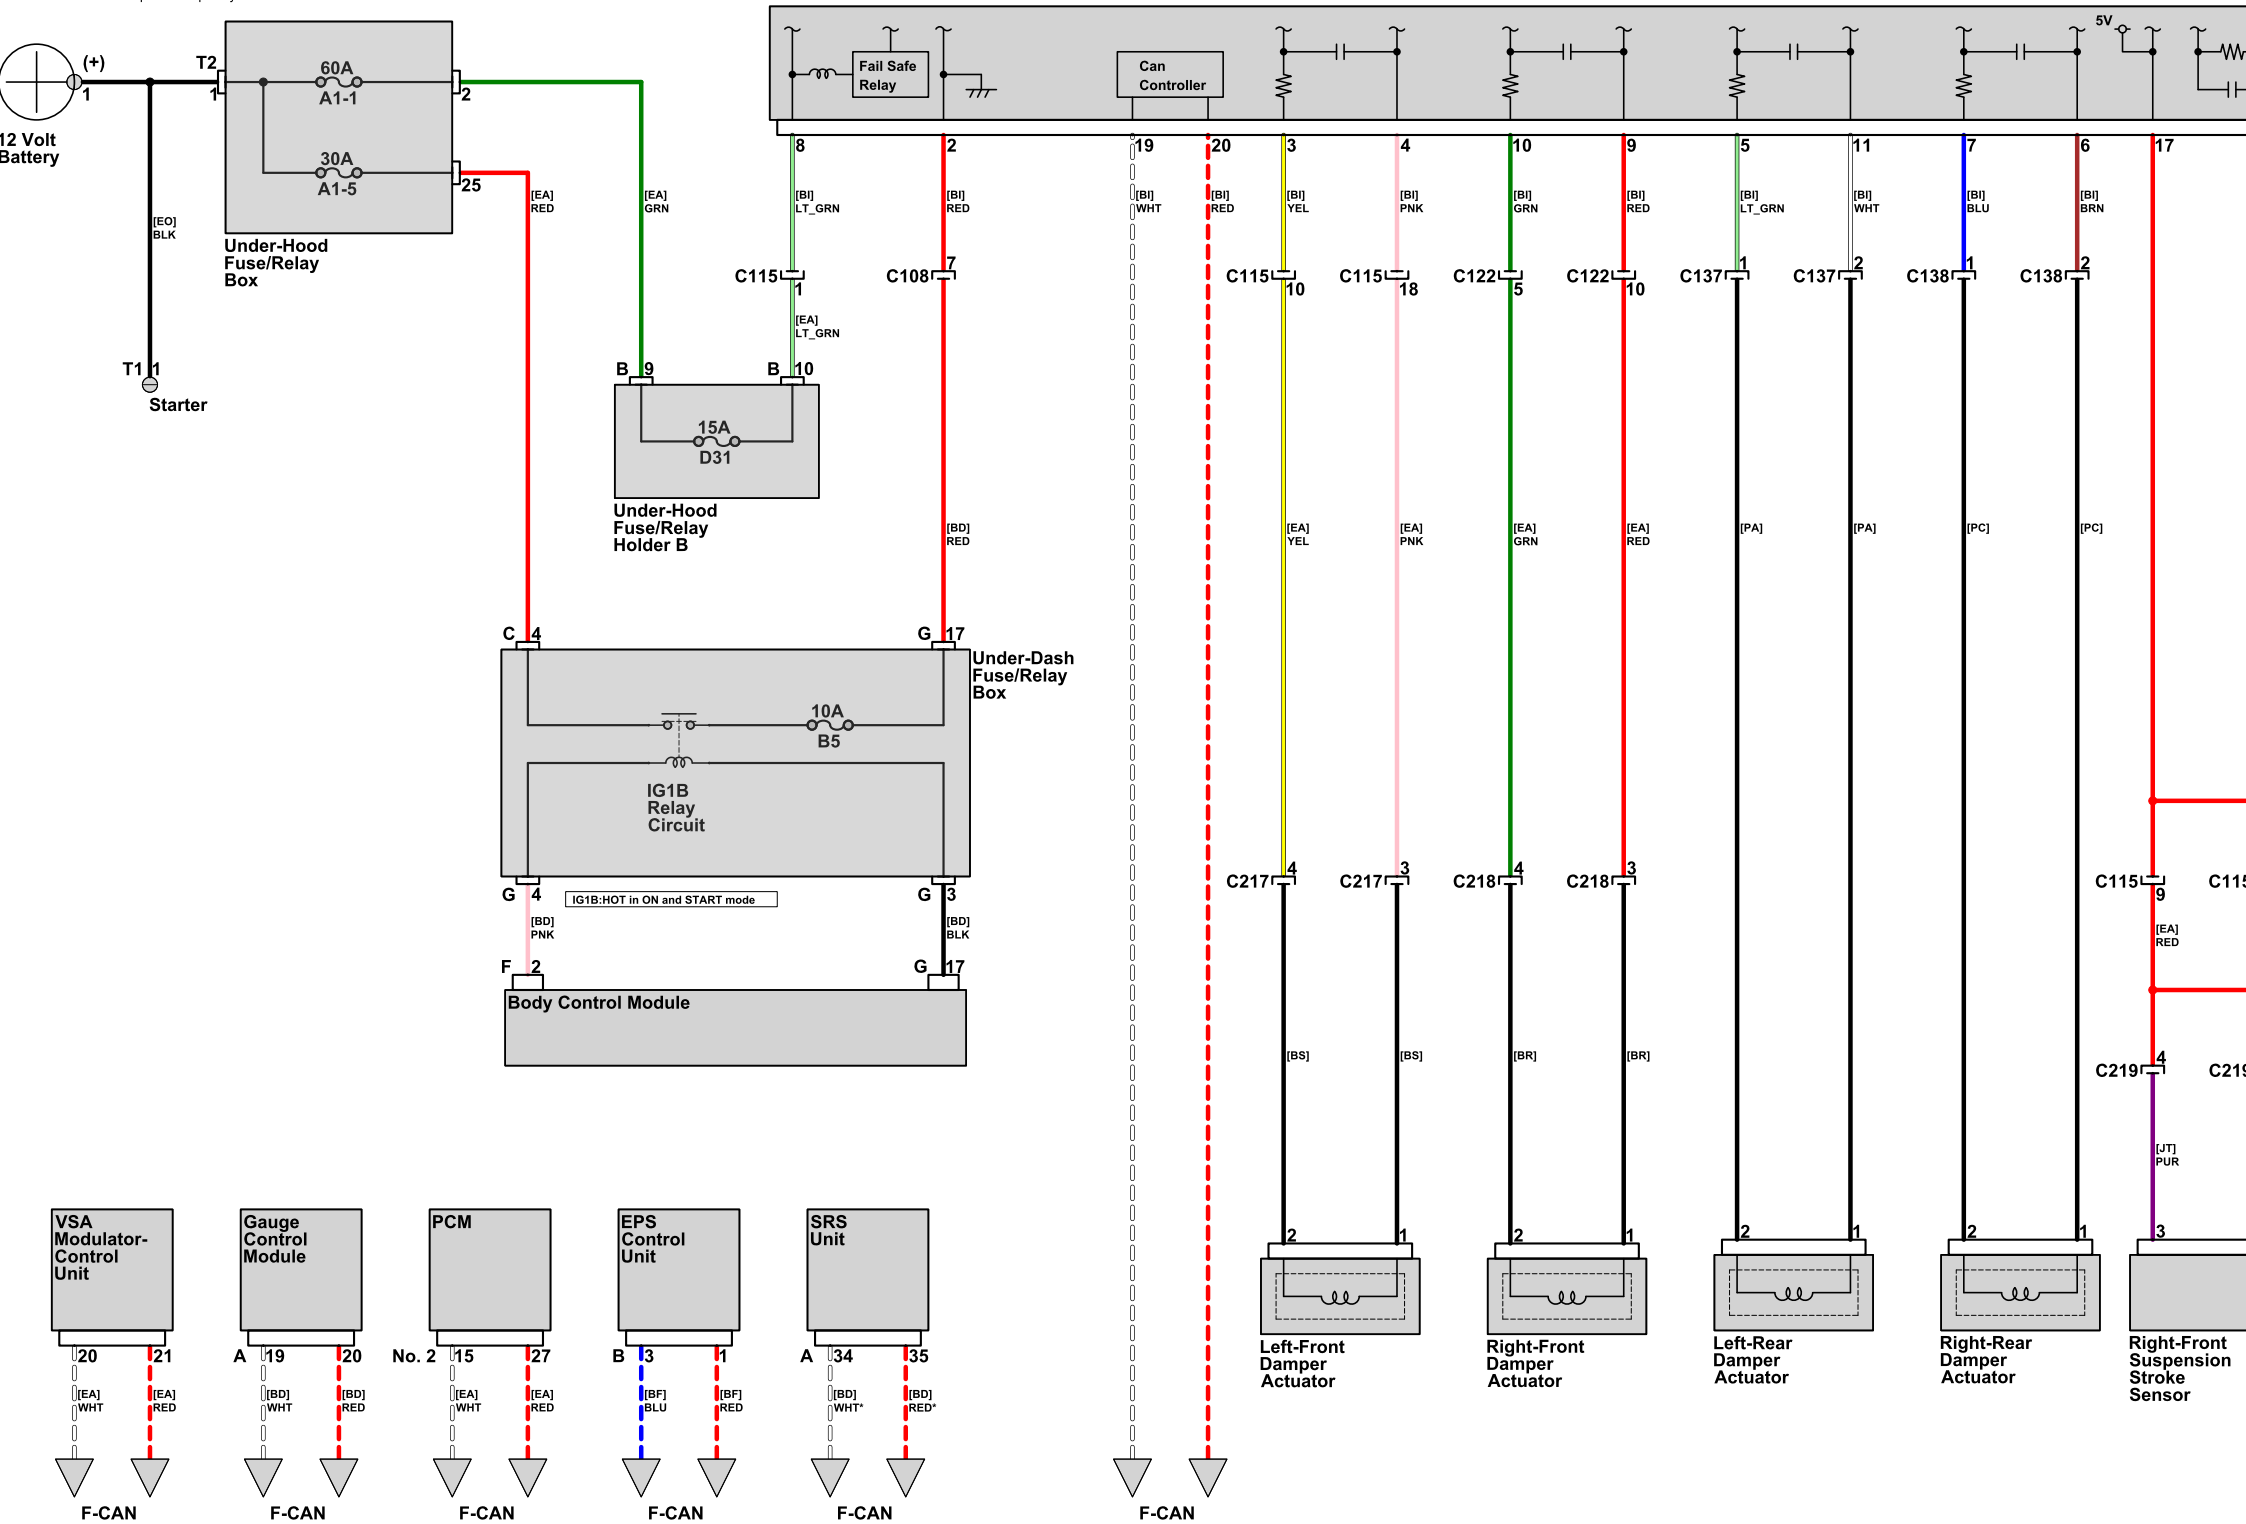 (+)
1
12 Volt
Battery
T2
1
60A
A1-1
2
30A
A1-5
25
Under-Hood
Fuse/Relay
Box
[EO]
BLK
T1 1
Starter
[EA]
RED
[EA]
GRN
Fail Safe
Relay
Can
Controller
5V
8
2
19
20
3
4
10
9
5
11
7
6
17
[BI]
LT_GRN
[BI]
RED
[BI]
WHT
[BI]
RED
[BI]
YEL
[BI]
PNK
[BI]
GRN
[BI]
RED
[BI]
LT_GRN
[BI]
WHT
[BI]
BLU
[BI]
BRN
C115
1
C108
7
C115
10
C115
18
C122
5
C122
10
C137
1
C137
2
C138
1
C138
2
[EA]
LT_GRN
B 9
B 10
15A
D31
Under-Hood
Fuse/Relay
Holder B
[BD]
RED
[EA]
YEL
[EA]
PNK
[EA]
GRN
[EA]
RED
[PA]
[PA]
[PC]
[PC]
C 4
G 17
Under-Dash
Fuse/Relay
Box
10A
B5
IG1B
Relay
Circuit
G 4
IG1B:HOT in ON and START mode
G 3
[BD]
PNK
[BD]
BLK
F 2
G 17
Body Control Module
C217
4
C217
3
C218
4
C218
3
C115
9
C115
[EA]
RED
[BS]
[BS]
[BR]
[BR]
C219
4
C219
[JT]
PUR
VSA
Modulator-
Control
Unit
Gauge
Control
Module
PCM
EPS
Control
Unit
SRS
Unit
2
1
2
1
2
1
2
1
3
Left-Front
Damper
Actuator
Right-Front
Damper
Actuator
Left-Rear
Damper
Actuator
Right-Rear
Damper
Actuator
Right-Front
Suspension
Stroke
Sensor
20
21
A 19
20
No. 2 15
27
B 3
1
A 34
35
[EA]
WHT
[EA]
RED
[BD]
WHT
[BD]
RED
[EA]
WHT
[EA]
RED
[BF]
BLU
[BF]
RED
[BD]
WHT*
[BD]
RED*
F-CAN
F-CAN
F-CAN
F-CAN
F-CAN
F-CAN